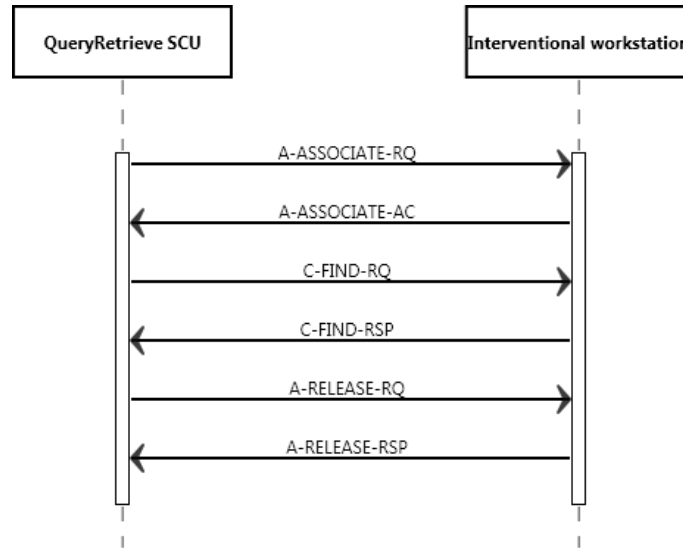 QueryRetrieve SCU
Interventional workstation
A-ASSOCIATE-RQ
A-ASSOCIATE-AC
C-FIND-RQ
C-FIND-RSP
A-RELEASE-RQ
A-RELEASE-RSP